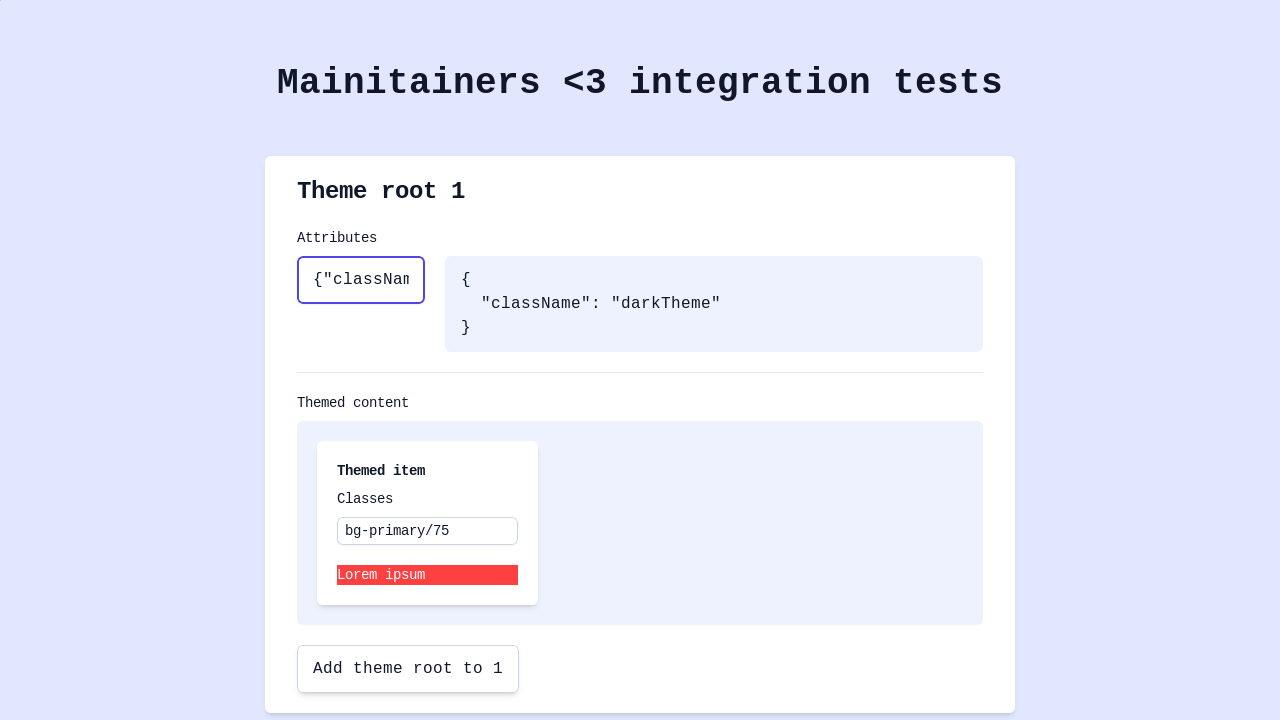 Mainitainers <3 integration tests
Theme root 1
Attributes
{"classNam
{
  "className": "darkTheme"
}
Themed content
Themed item
Classes
bg-primary/75
Lorem ipsum
Add theme root to 1